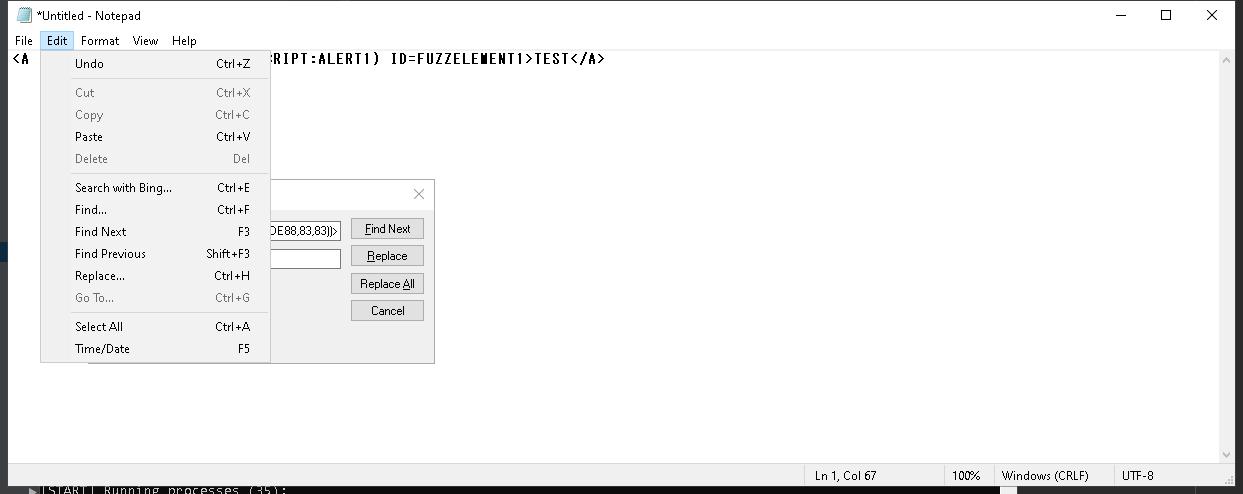 *Untitled - Notepad
File Edit Format View Help
<A RIPT:ALERT1) ID=FUZZELEMENT1>TEST</A>
Undo Ctrl+Z
Cut Ctrl+X
Copy Ctrl+C
Paste Ctrl+V
Delete Del
Search with Bing... Ctrl+E
Find... Ctrl+F
Find Next F3
Find Previous Shift+F3
Replace... Ctrl+H
Go To... Ctrl+G
Select All Ctrl+A
Time/Date F5
DE88,83,83))> Find Next
Replace
Replace All
Cancel
Ln 1, Col 67 100% Windows (CRLF) UTF-8
[START] Running processes (35):